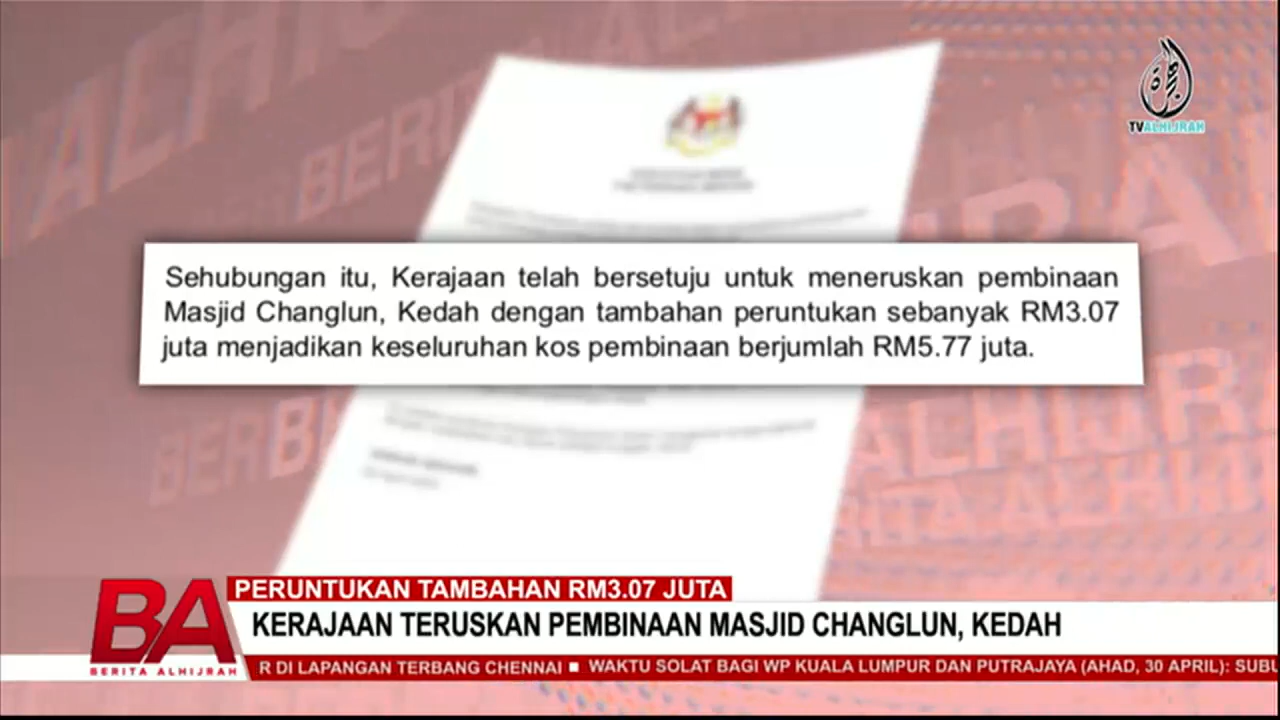 TVALHIJRAH
Sehubungan itu, Kerajaan telah bersetuju untuk meneruskan pembinaan
Masjid Changlun, Kedah dengan tambahan peruntukan sebanyak RM3.07
juta menjadikan keseluruhan kos pembinaan berjumlah RM5.77 juta.
BA
BERITA ALHIJRAH
PERUNTUKAN TAMBAHAN RM3.07 JUTA
KERAJAAN TERUSKAN PEMBINAAN MASJID CHANGLUN, KEDAH
R DI LAPANGAN TERBANG CHENNAI ■ WAKTU SOLAT BAGI WP KUALA LUMPUR DAN PUTRAJAYA (AHAD, 30 APRIL): SUBU